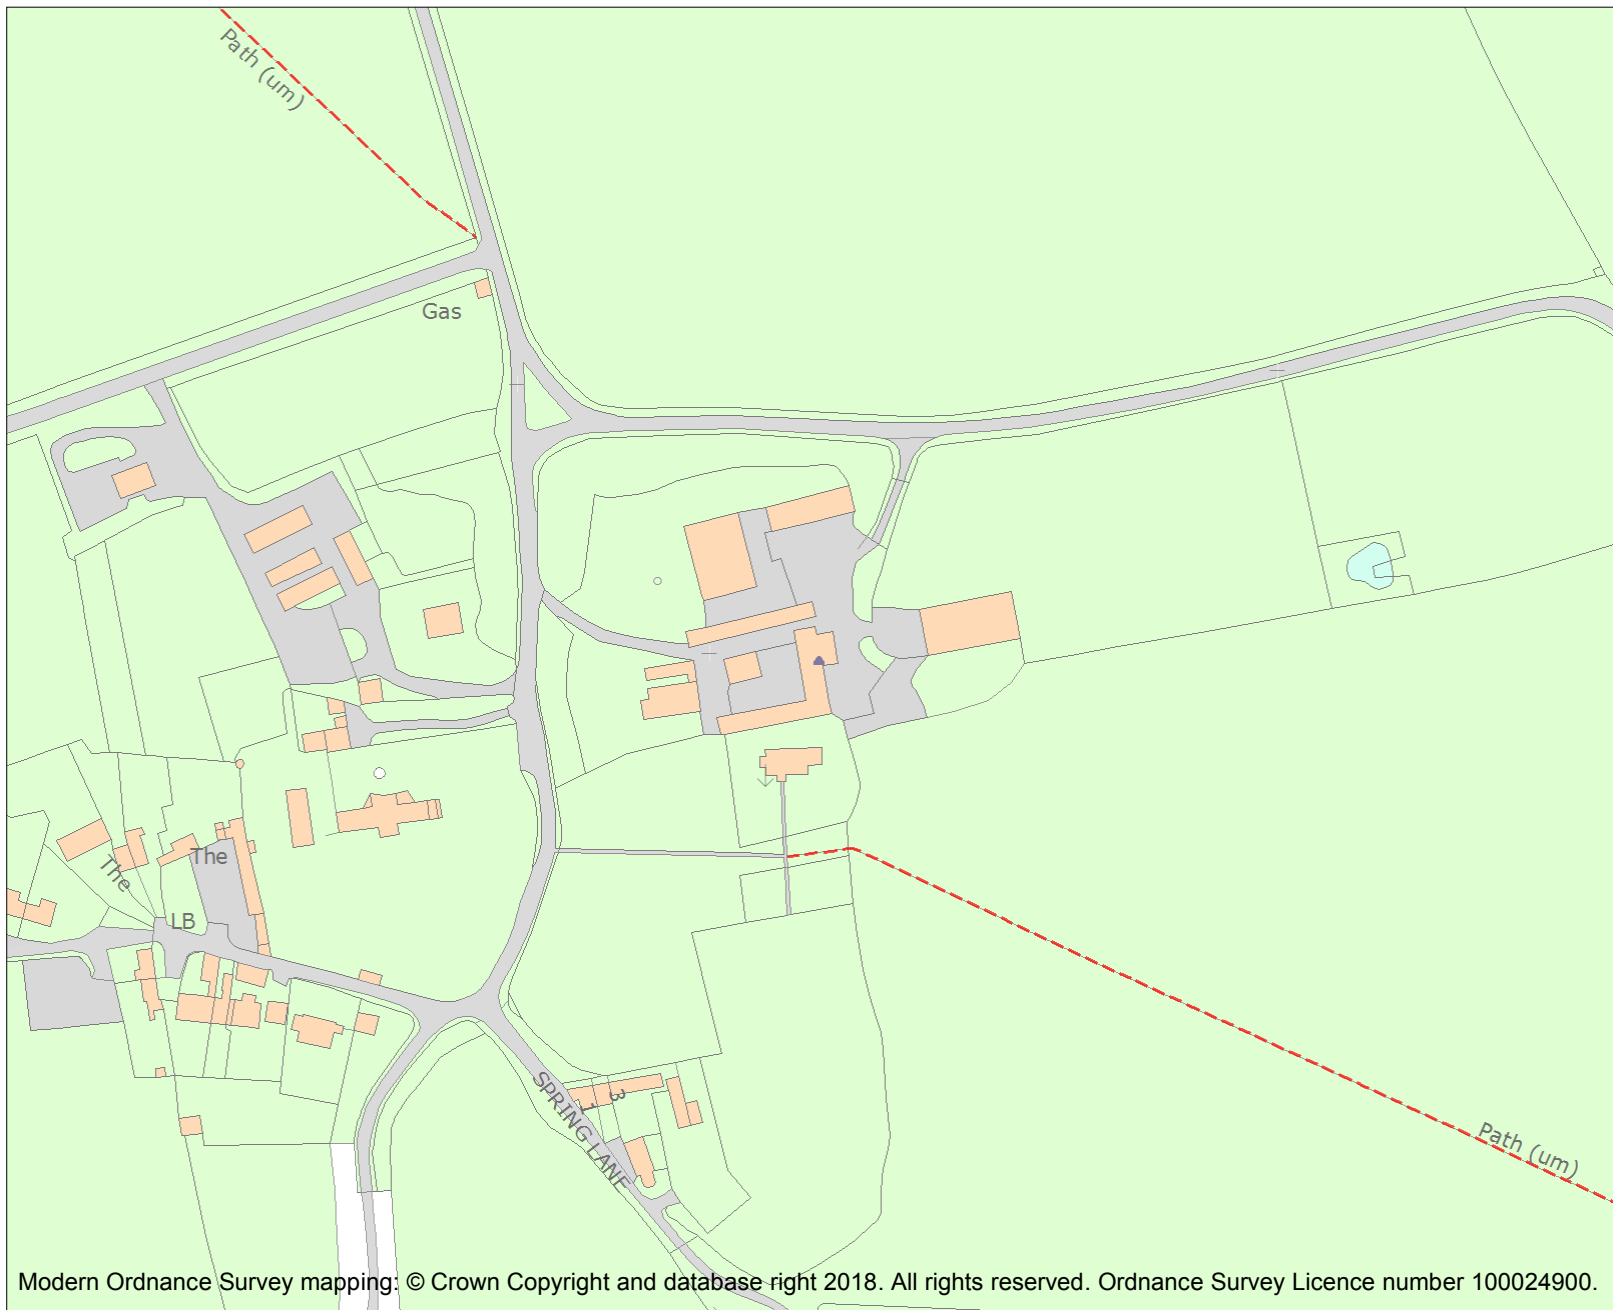 Path (um)
Gas
The
The
LB
SPRING LANE
1
3
Path (um)
Modern Ordnance Survey mapping: © Crown Copyright and database right 2018. All rights reserved. Ordnance Survey Licence number 100024900.